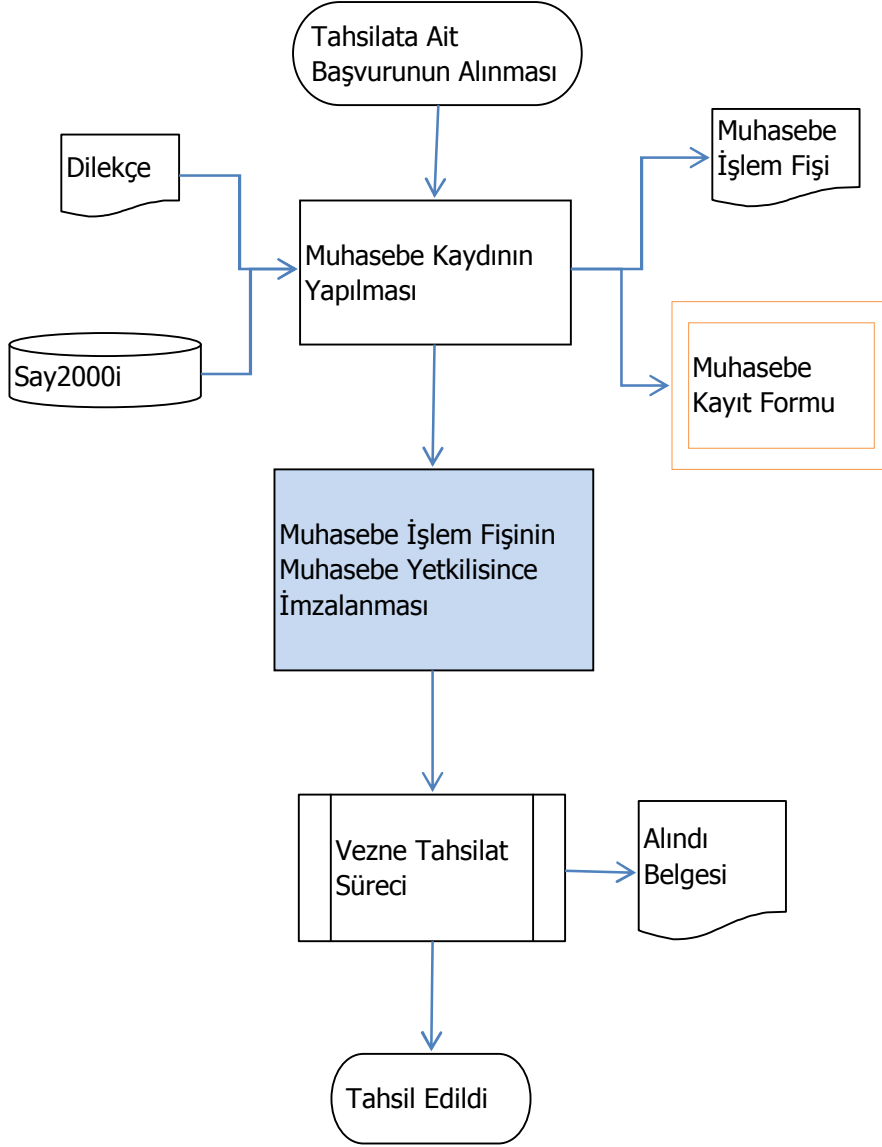 Tahsilata Ait
Başvurunun Alınması
Dilekçe
Muhasebe
İşlem Fişi
Muhasebe Kaydının
Yapılması
Say2000i
Muhasebe
Kayıt Formu
Muhasebe İşlem Fişinin
Muhasebe Yetkilisince
İmzalanması
Vezne Tahsilat
Süreci
Alındı
Belgesi
Tahsil Edildi